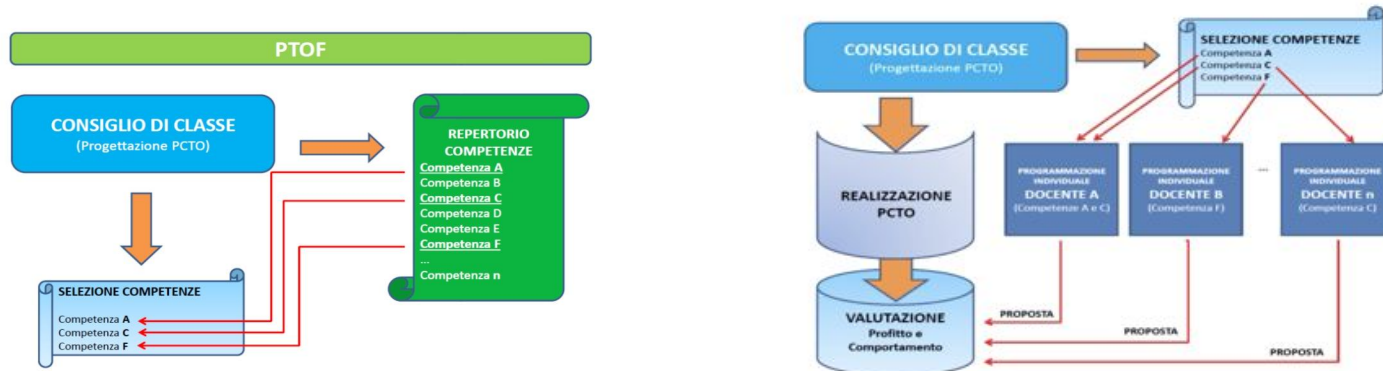 PTOF
CONSIGLIO DI CLASSE
(Progettazione PCTO)
REPERTORIO
COMPETENZE
Competenza A
Competenza B
Competenza C
Competenza D
Competenza E
Competenza F
...
Competenza n
SELEZIONE COMPETENZE
Competenza A
Competenza C
Competenza F
CONSIGLIO DI CLASSE
(Progettazione PCTO)
SELEZIONE COMPETENZE
Competenza A
Competenza C
Competenza F
REALIZZAZIONE
PCTO
PROGRAMMAZIONE
INDIVIDUALE
DOCENTE A
(Competenze A e C)
PROGRAMMAZIONE
INDIVIDUALE
DOCENTE B
(Competenza F)
...
PROGRAMMAZIONE
INDIVIDUALE
DOCENTE n
(Competenza C)
VALUTAZIONE
Profitto e
Comportamento
PROPOSTA
PROPOSTA
PROPOSTA